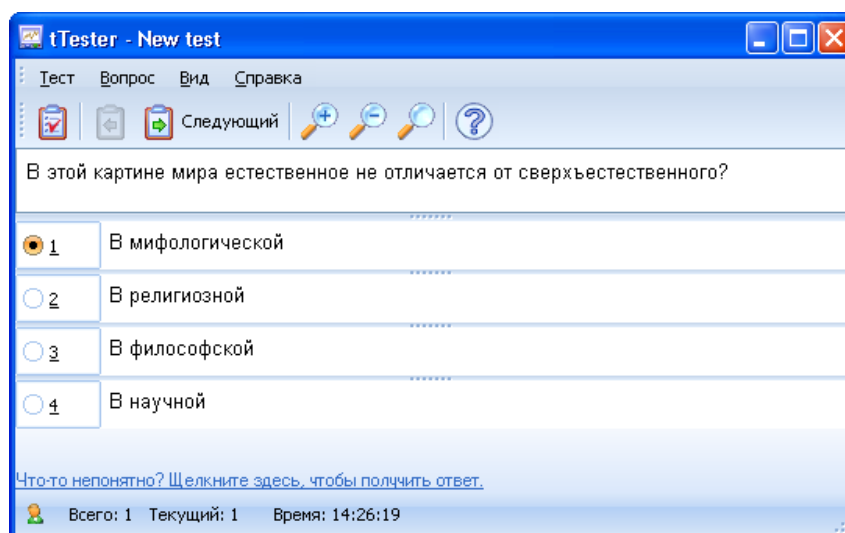 tTester - New test
Тест Вопрос Вид Справка
Следующий
В этой картине мира естественное не отличается от сверхъестественного?
1 В мифологической
2 В религиозной
3 В философской
4 В научной
Что-то непонятно? Щелкните здесь, чтобы получить ответ.
Всего: 1 Текущий: 1 Время: 14:26:19